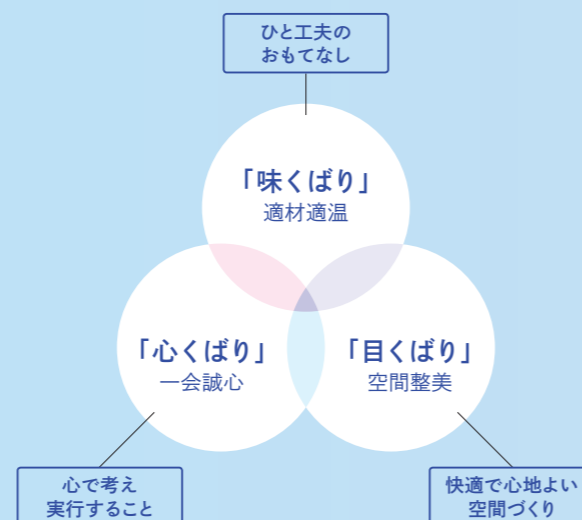 ひと工夫の
おもてなし
「味くばり」
適材適温
「心くばり」
一会誠心
「目くばり」
空間整美
心で考え
実行すること
快適で心地よい
空間づくり